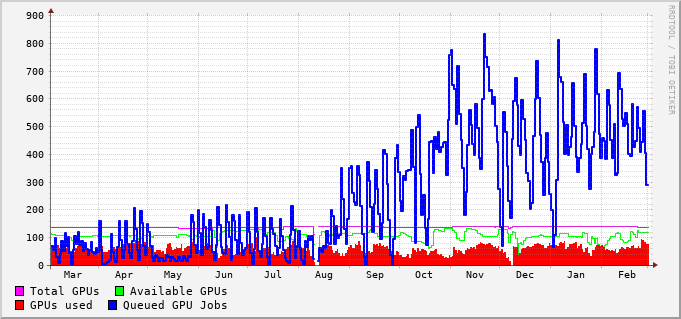 900
800
700
600
500
400
300
200
100
0
Mar Apr May Jun Jul Aug Sep Oct Nov Dec Jan Feb
Total GPUs Available GPUs
GPUs used Queued GPU Jobs
RRDTOOL / TOBI OETIKER